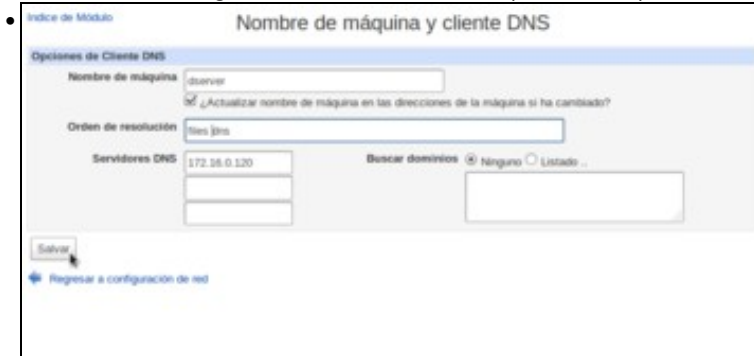 Indice de Módulo
Nombre de máquina y cliente DNS
Opciones de Cliente DNS
Nombre de máquina dserver
¿Actualizar nombre de máquina en las direcciones de la máquina si ha cambiado?
Orden de resolución files dns
Servidores DNS 172.16.0.120 Buscar dominios Ninguno Listado ..
Salvar
Regresar a configuración de red